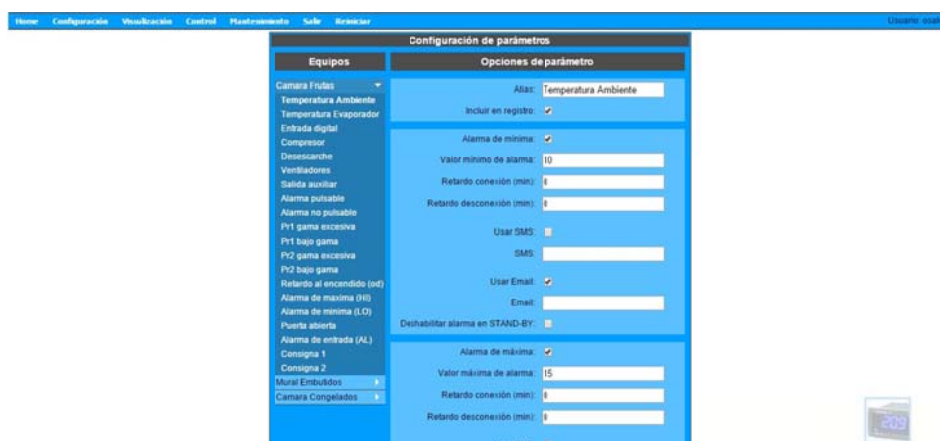 Home Configuración Visualización Control Mantenimiento Salir Reiniciar
Usuario:
Configuración de parámetros
Equipos
Opciones de parámetro
Camara Frutas
Temperatura Ambiente
Temperatura Evaporador
Entrada digital
Compresor
Desescarche
Ventiladores
Salida auxiliar
Alarma pulsable
Alarma no pulsable
Pr1 gama excesiva
Pr1 bajo gama
Pr2 gama excesiva
Pr2 bajo gama
Retardo al encendido (od)
Alarma de maxima (HI)
Alarma de minima (LO)
Puerta abierta
Alarma de entrada (AL)
Consigna 1
Consigna 2
Mural Embutidos
Camara Congelados
Alias: Temperatura Ambiente
Incluir en registro:
Alarma de mínima:
Valor mínimo de alarma: 10
Retardo conexión (min):
Retardo desconexión (min):
Usar SMS:
SMS:
Usar Email:
Email:
Deshabilitar alarma en STAND-BY:
Alarma de máxima:
Valor máxima de alarma: 15
Retardo conexión (min):
Retardo desconexión (min):
209